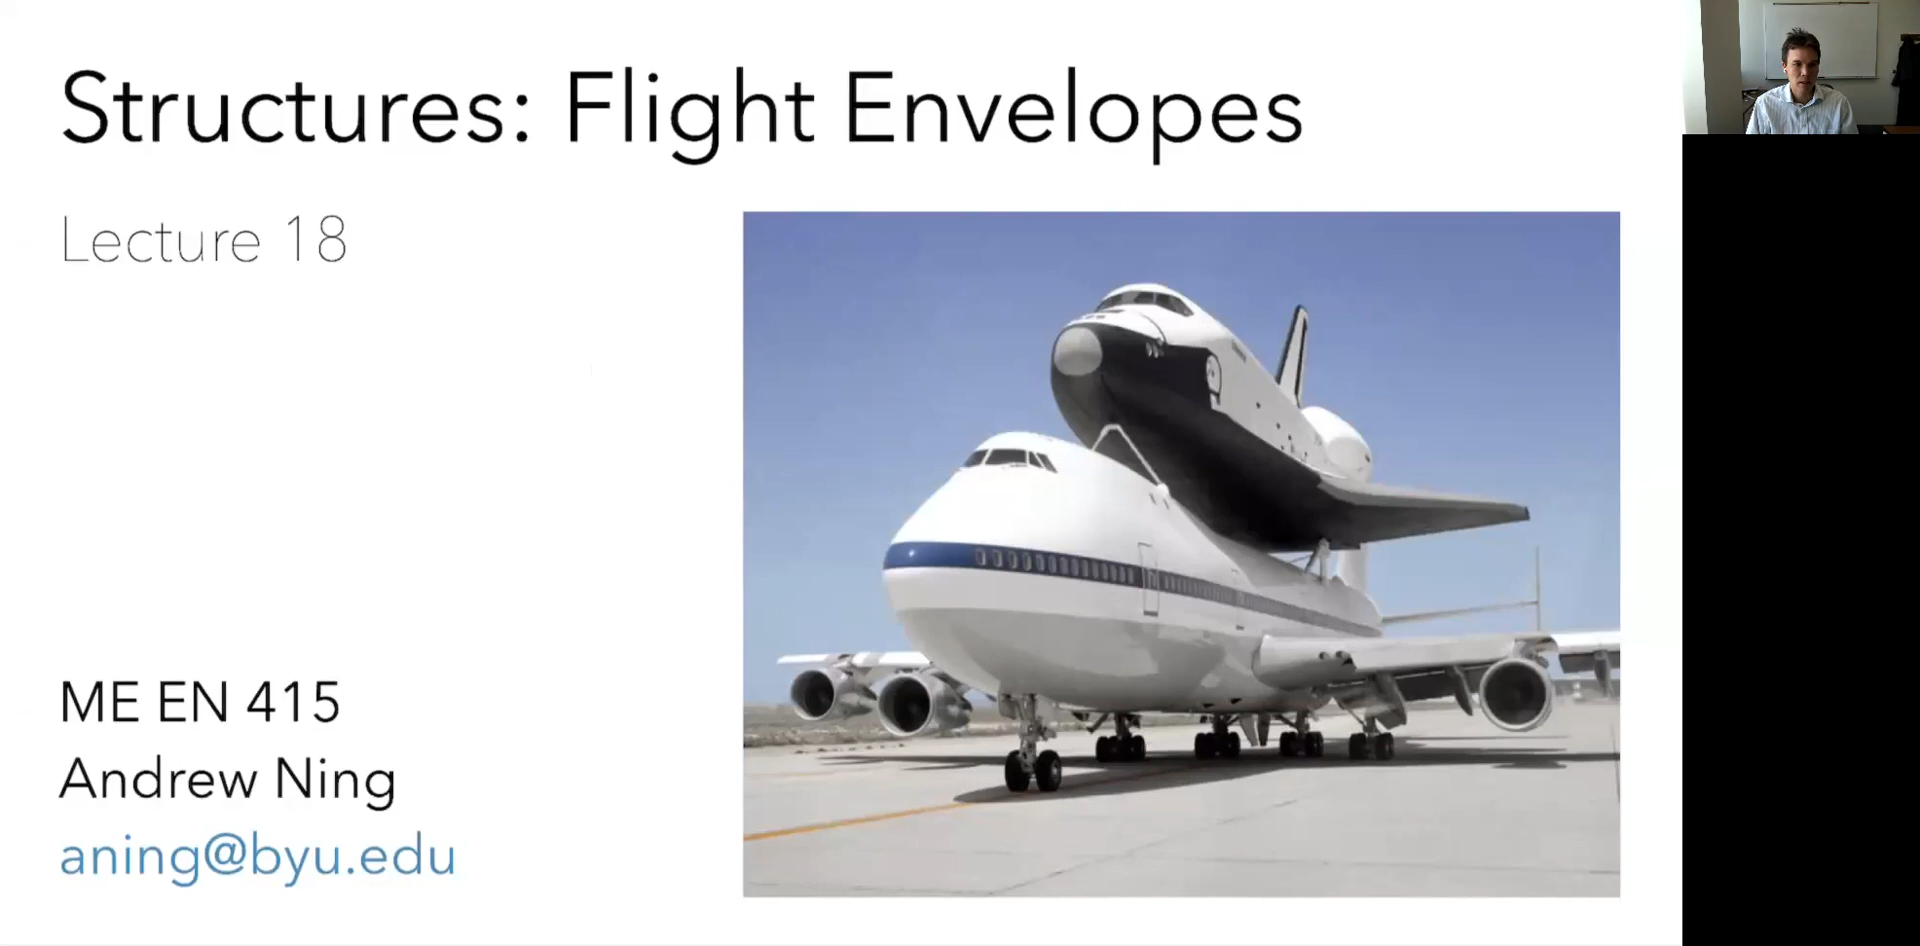 Structures: Flight Envelopes
Lecture 18
ME EN 415
Andrew Ning
aning@byu.edu